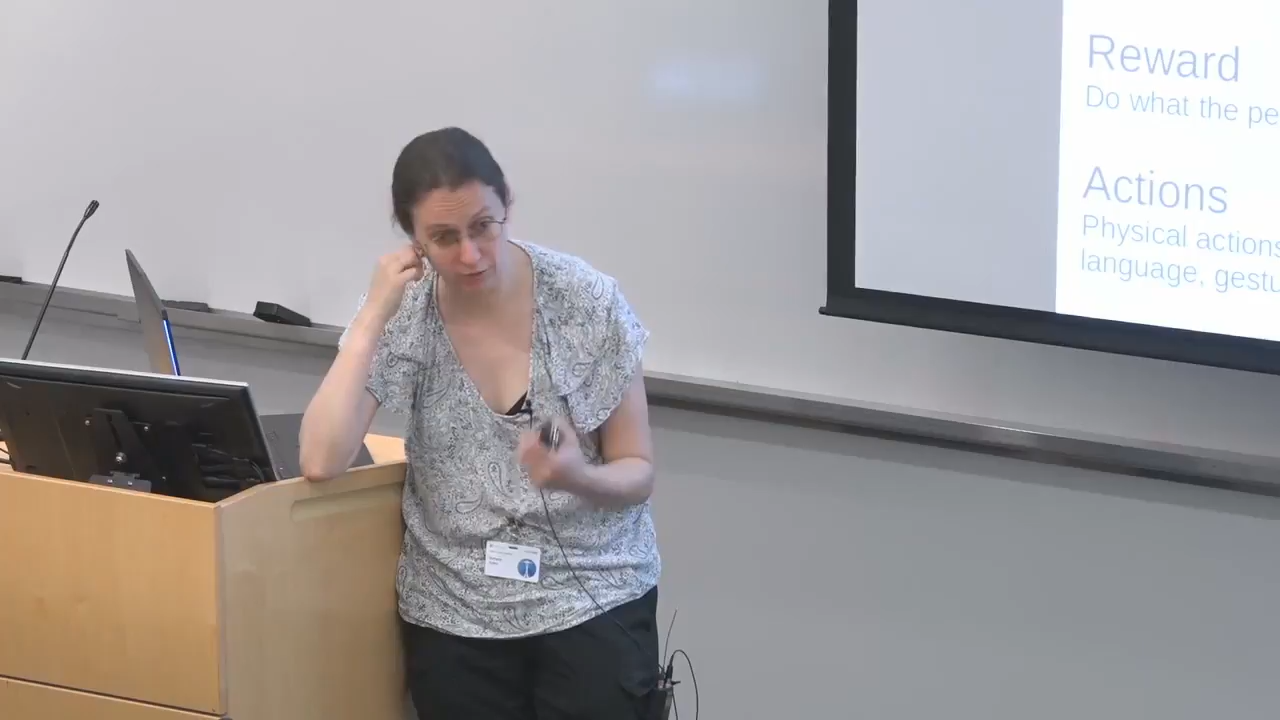 Reward
Do what the pe
Actions
Physical actions
language, gestu